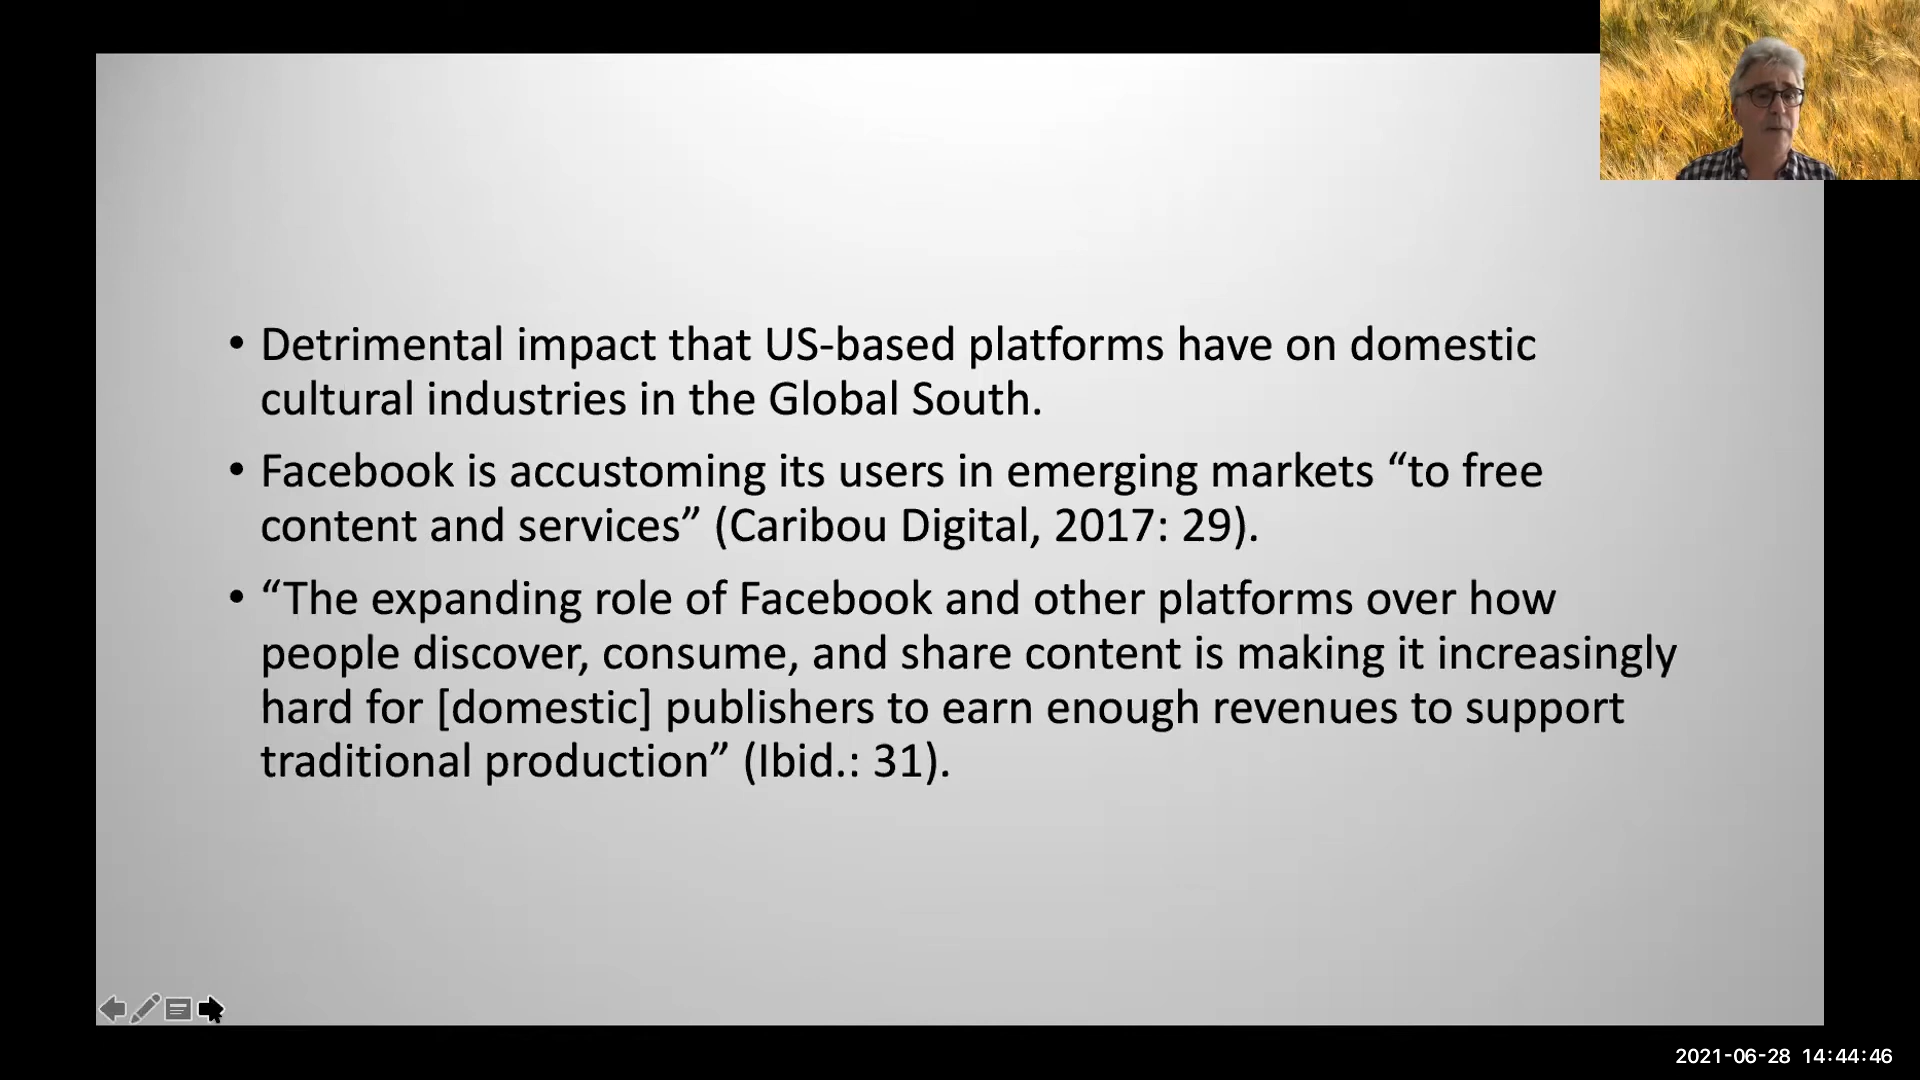 • Detrimental impact that US-based platforms have on domestic
cultural industries in the Global South.
• Facebook is accustoming its users in emerging markets “to free
content and services” (Caribou Digital, 2017: 29).
• “The expanding role of Facebook and other platforms over how
people discover, consume, and share content is making it increasingly
hard for [domestic] publishers to earn enough revenues to support
traditional production” (Ibid.: 31).
2021-06-28 14:44:46